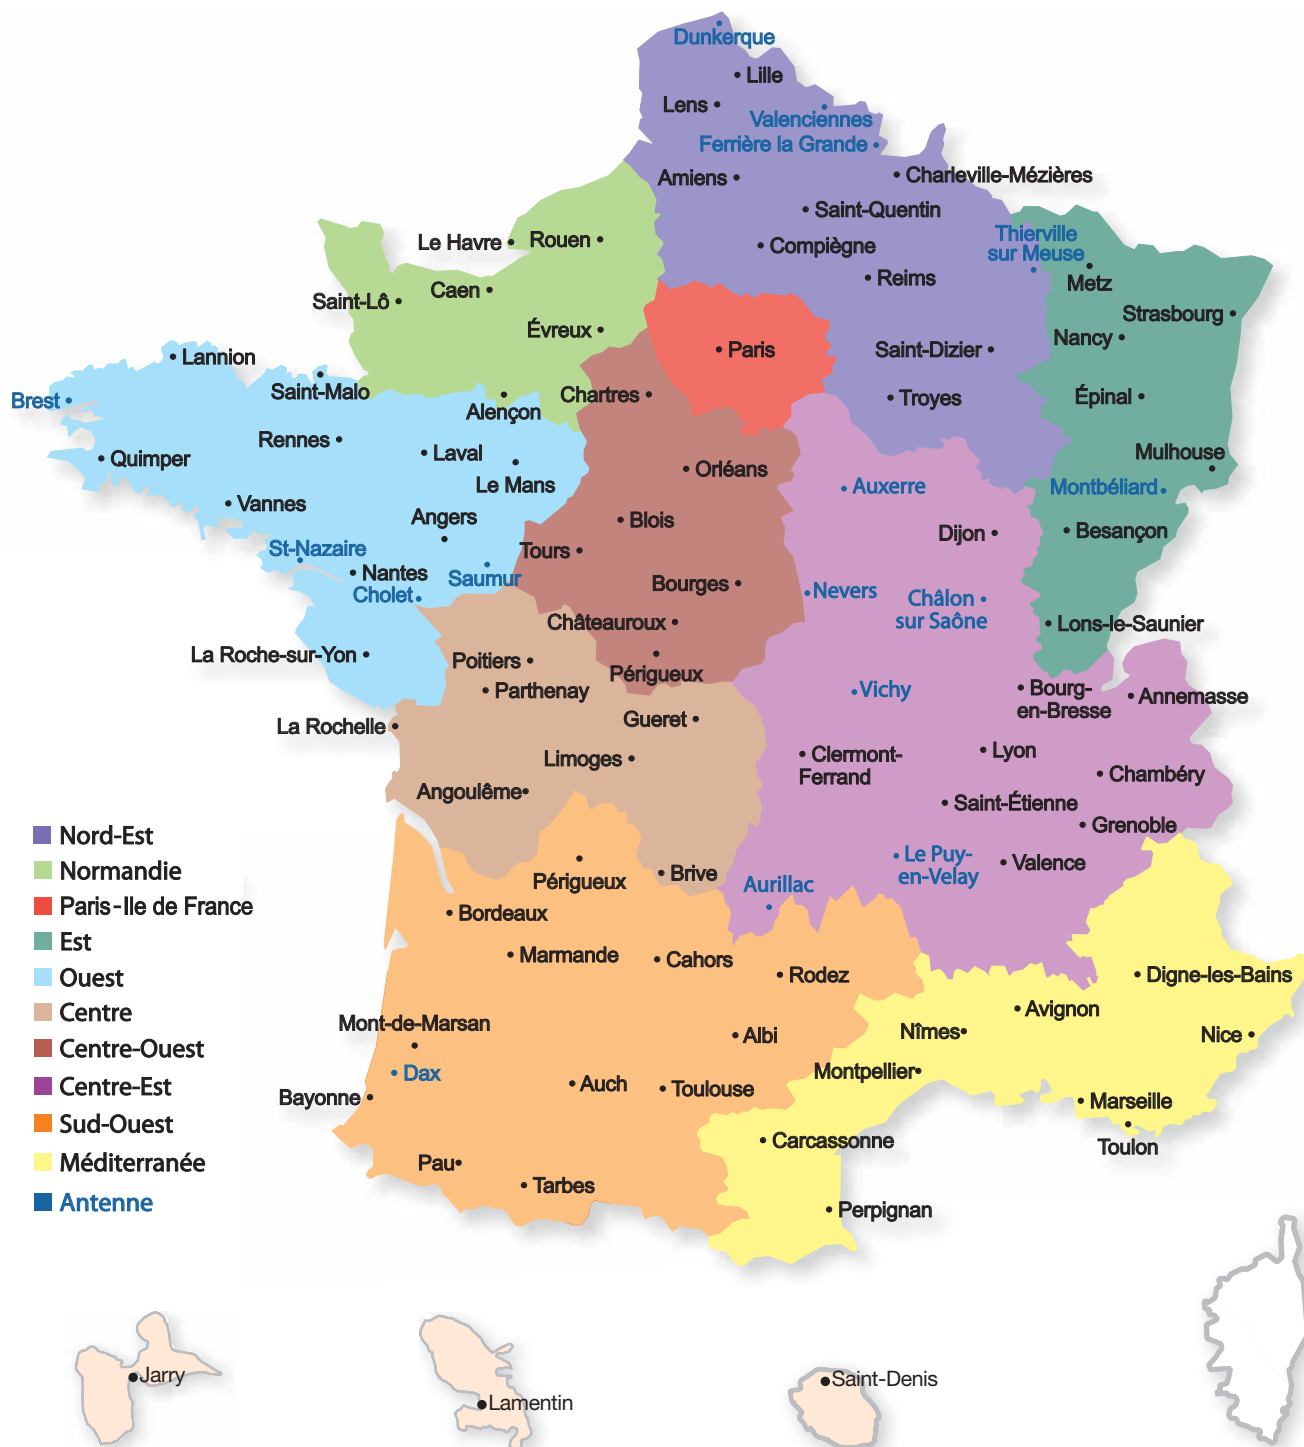 Dunkerque
Lille
Lens
Valenciennes
Ferrière la Grande
Amiens
Charleville-Mézières
Saint-Quentin
Compiègne
Reims
Le Havre
Rouen
Thierville
sur Meuse
Metz
Caen
Saint-Lô
Strasbourg
Évreux
Nancy
Paris
Saint-Dizier
Lannion
Saint-Malo
Brest
Alençon
Chartres
Troyes
Épinal
Rennes
Laval
Quimper
Le Mans
Orléans
Mulhouse
Auxerre
Montbéliard
Vannes
Angers
Blois
Dijon
Besançon
St-Nazaire
Tours
Nantes
Saumur
Cholet
Bourges
Nevers
Châlon
sur Saône
Châteauroux
Lons-le-Saunier
La Roche-sur-Yon
Poitiers
Périgueux
Parthenay
Vichy
Bourg-
en-Bresse
Annemasse
La Rochelle
Gueret
Limoges
Clermont-
Ferrand
Lyon
Chambéry
Angoulême
Saint-Étienne
Grenoble
Nord-Est
Normandie
Paris-Ile de France
Est
Ouest
Centre
Centre-Ouest
Centre-Est
Sud-Ouest
Méditerranée
Antenne
Périgueux
Brive
Aurillac
Le Puy-
en-Velay
Valence
Bordeaux
Marmande
Cahors
Rodez
Digne-les-Bains
Avignon
Mont-de-Marsan
Albi
Nîmes
Nice
Dax
Montpellier
Bayonne
Auch
Toulouse
Marseille
Carcassonne
Toulon
Pau
Tarbes
Perpignan
Jarry
Lamentin
Saint-Denis